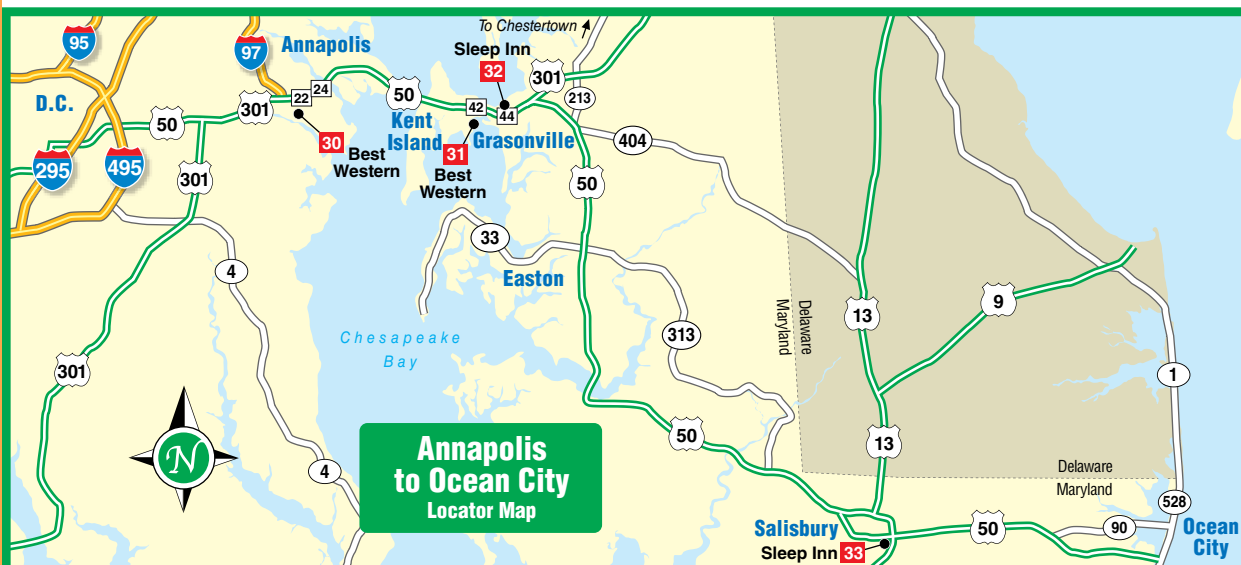 To Chestertown
95
97
Annapolis
Sleep Inn
32
301
D.C.
22
24
50
213
301
50
42
44
Kent
Island
Grasonville
404
30
Best
Western
31
Best
Western
295
495
301
50
33
4
Easton
Maryland
Delaware
13
9
313
Chesapeake
Bay
301
1
50
13
4
N
Annapolis
to Ocean City
Locator Map
Delaware
Maryland
528
Salisbury
Sleep Inn 33
50
90
Ocean
City